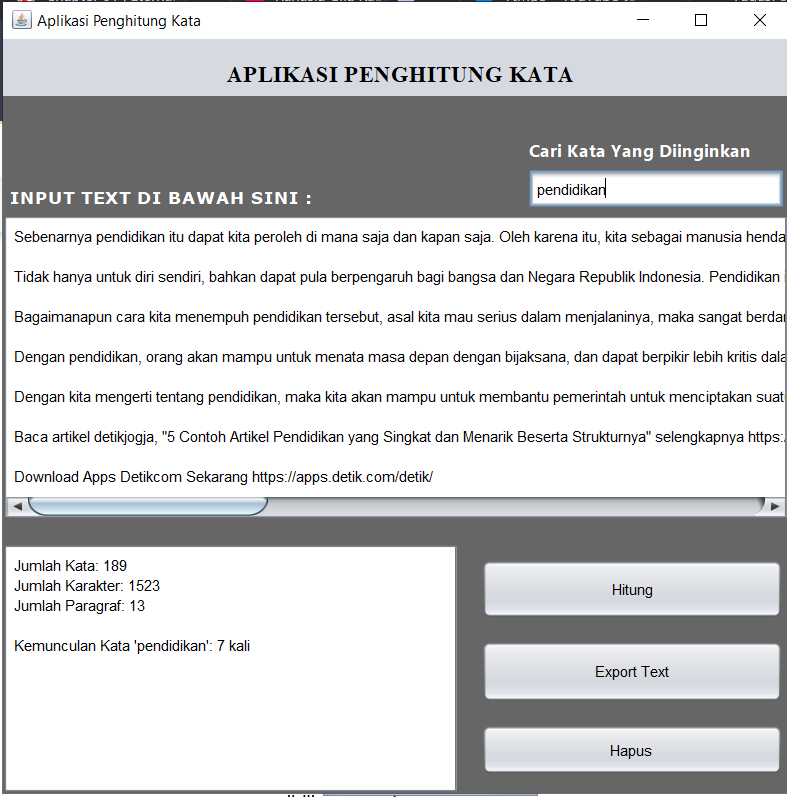 Aplikasi Penghitung Kata
APLIKASI PENGHITUNG KATA
Cari Kata Yang Diinginkan
pendidikan
INPUT TEXT DI BAWAH SINI :
Sebenarnya pendidikan itu dapat kita peroleh di mana saja dan kapan saja. Oleh karena itu, kita sebagai manusia henda
Tidak hanya untuk diri sendiri, bahkan dapat pula berpengaruh bagi bangsa dan Negara Republik Indonesia. Pendidikan
Bagaimanapun cara kita menempuh pendidikan tersebut, asal kita mau serius dalam menjalaninya, maka sangat berdan
Dengan pendidikan, orang akan mampu untuk menata masa depan dengan bijaksana, dan dapat berpikir lebih kritis dala
Dengan kita mengerti tentang pendidikan, maka kita akan mampu untuk membantu pemerintah untuk menciptakan suatu
Baca artikel detikjogja, "5 Contoh Artikel Pendidikan yang Singkat dan Menarik Beserta Strukturnya" selengkapnya https:
Download Apps Detikcom Sekarang https://apps.detik.com/detik/
Jumlah Kata: 189
Jumlah Karakter: 1523
Jumlah Paragraf: 13
Kemunculan Kata 'pendidikan': 7 kali
Hitung
Export Text
Hapus